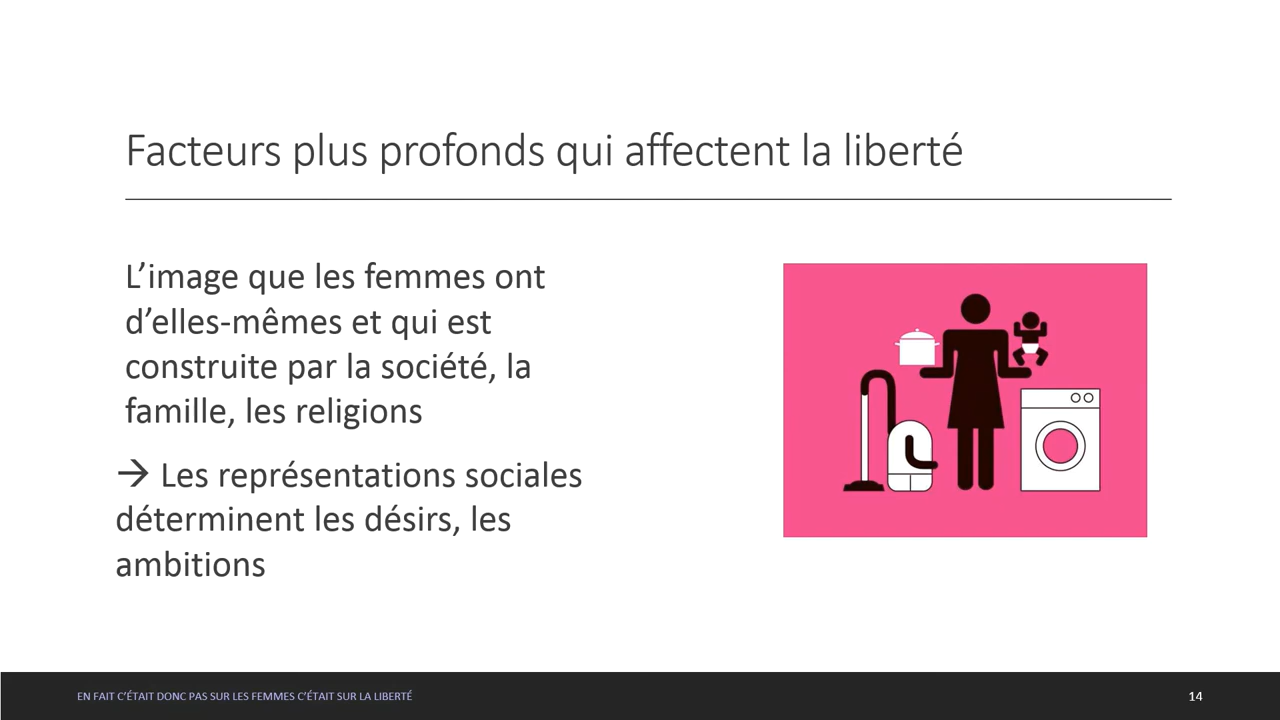 Facteurs plus profonds qui affectent la liberté
L’image que les femmes ont
d’elles-mêmes et qui est
construite par la société, la
famille, les religions
→ Les représentations sociales
déterminent les désirs, les
ambitions
EN FAIT C’ÉTAIT DONC PAS SUR LES FEMMES C’ÉTAIT SUR LA LIBERTÉ
14